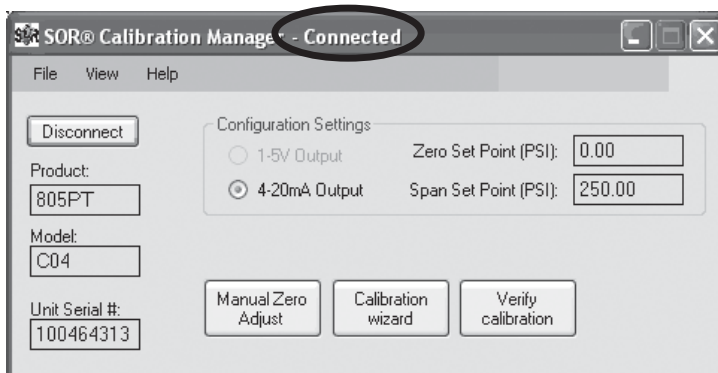 SOR® Calibration Manager - Connected
File View Help
Disconnect
Product:
805PT
Model:
C04
Unit Serial #:
100464313
Configuration Settings
1-5V Output
4-20mA Output
Zero Set Point (PSI): 0.00
Span Set Point (PSI): 250.00
Manual Zero
Adjust
Calibration
wizard
Verify
calibration